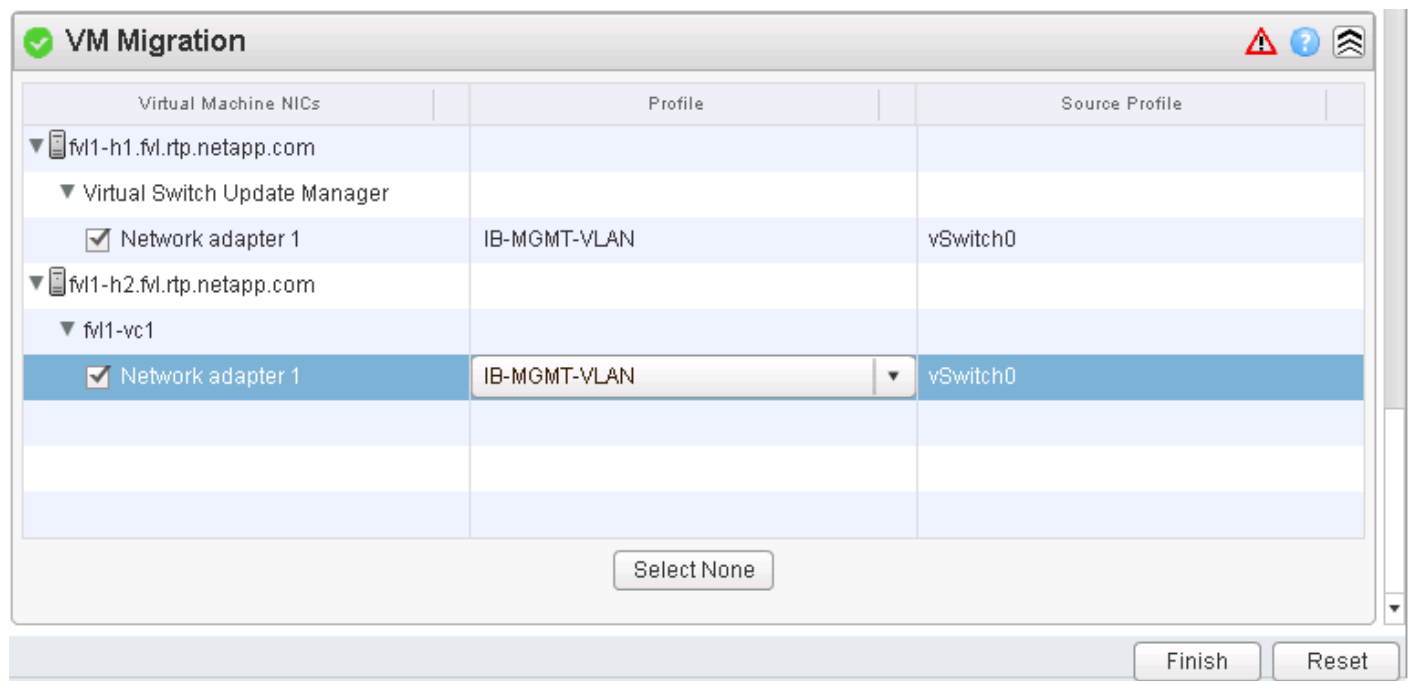 VM Migration
Virtual Machine NICs Profile Source Profile
fvl1-h1.fvl.rtp.netapp.com
Virtual Switch Update Manager
Network adapter 1 IB-MGMT-VLAN vSwitch0
fvl1-h2.fvl.rtp.netapp.com
fvl1-vc1
Network adapter 1 IB-MGMT-VLAN vSwitch0
Select None
Finish Reset